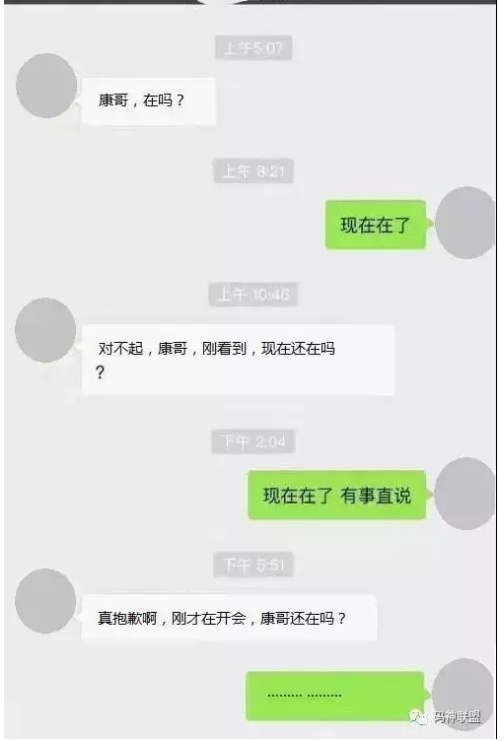 上午5:07
康哥，在吗？
上午 8:21
现在在了
上午 10:46
对不起，康哥，刚看到，现在还在吗
？
下午 2:04
现在在了 有事直说
下午 5:51
真抱歉啊，刚才在开会，康哥还在吗？
......... .........
码神联盟